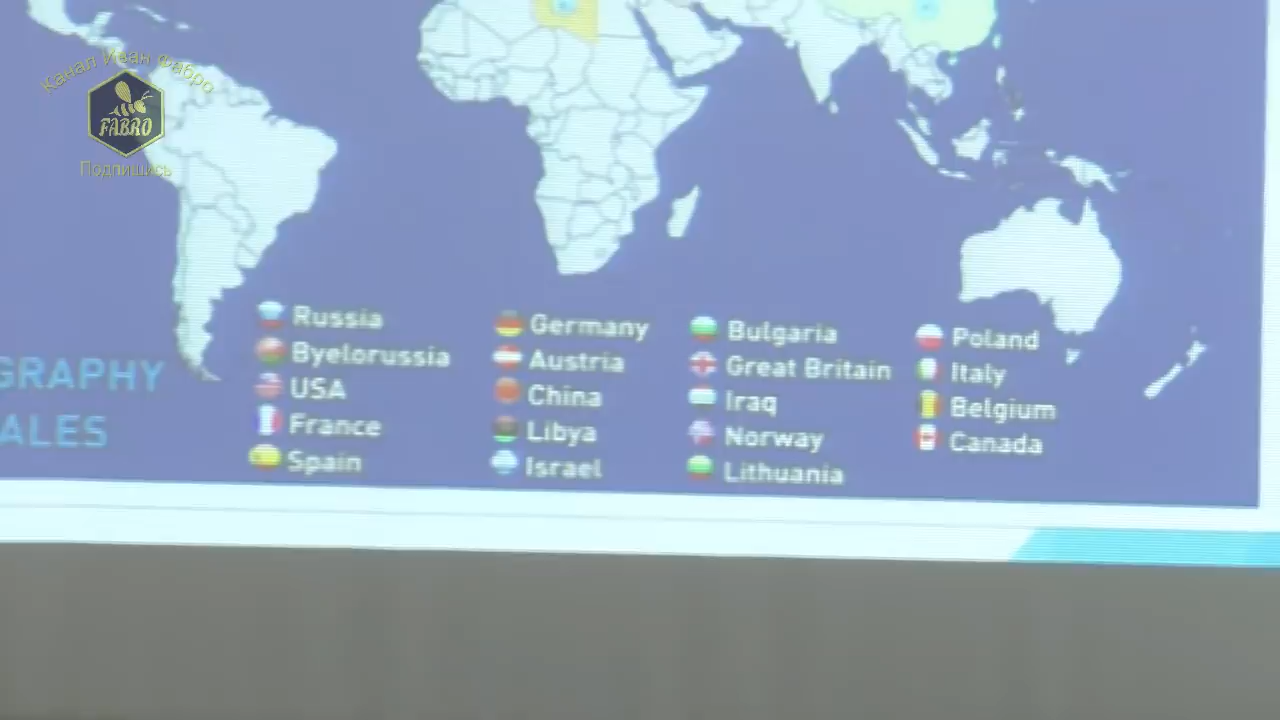 Канал Иван Фабро
FABRO
Подпишись
GRAPHY
ALES
Russia
Byelorussia
USA
France
Spain
Germany
Austria
China
Libya
Israel
Bulgaria
Great Britain
Iraq
Norway
Lithuania
Poland
Italy
Belgium
Canada